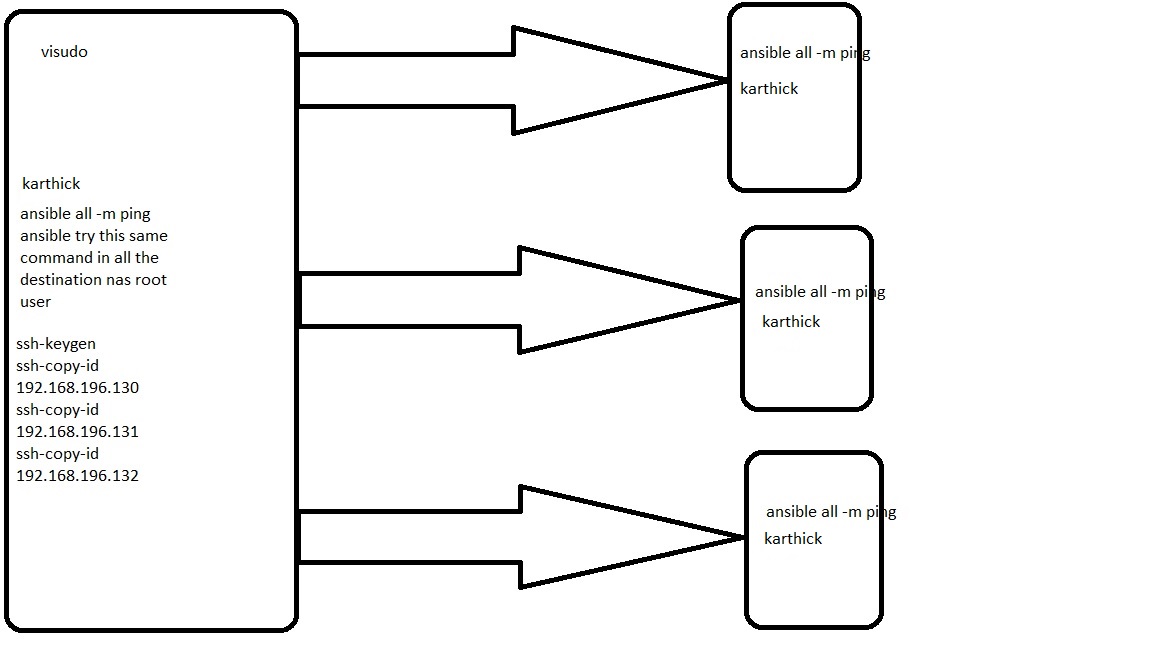 visudo
karthick
ansible all -m ping
ansible try this same
command in all the
destination nas root
user
ssh-keygen
ssh-copy-id
192.168.196.130
ssh-copy-id
192.168.196.131
ssh-copy-id
192.168.196.132
ansible all -m ping
karthick
ansible all -m ping
karthick
ansible all -m ping
karthick